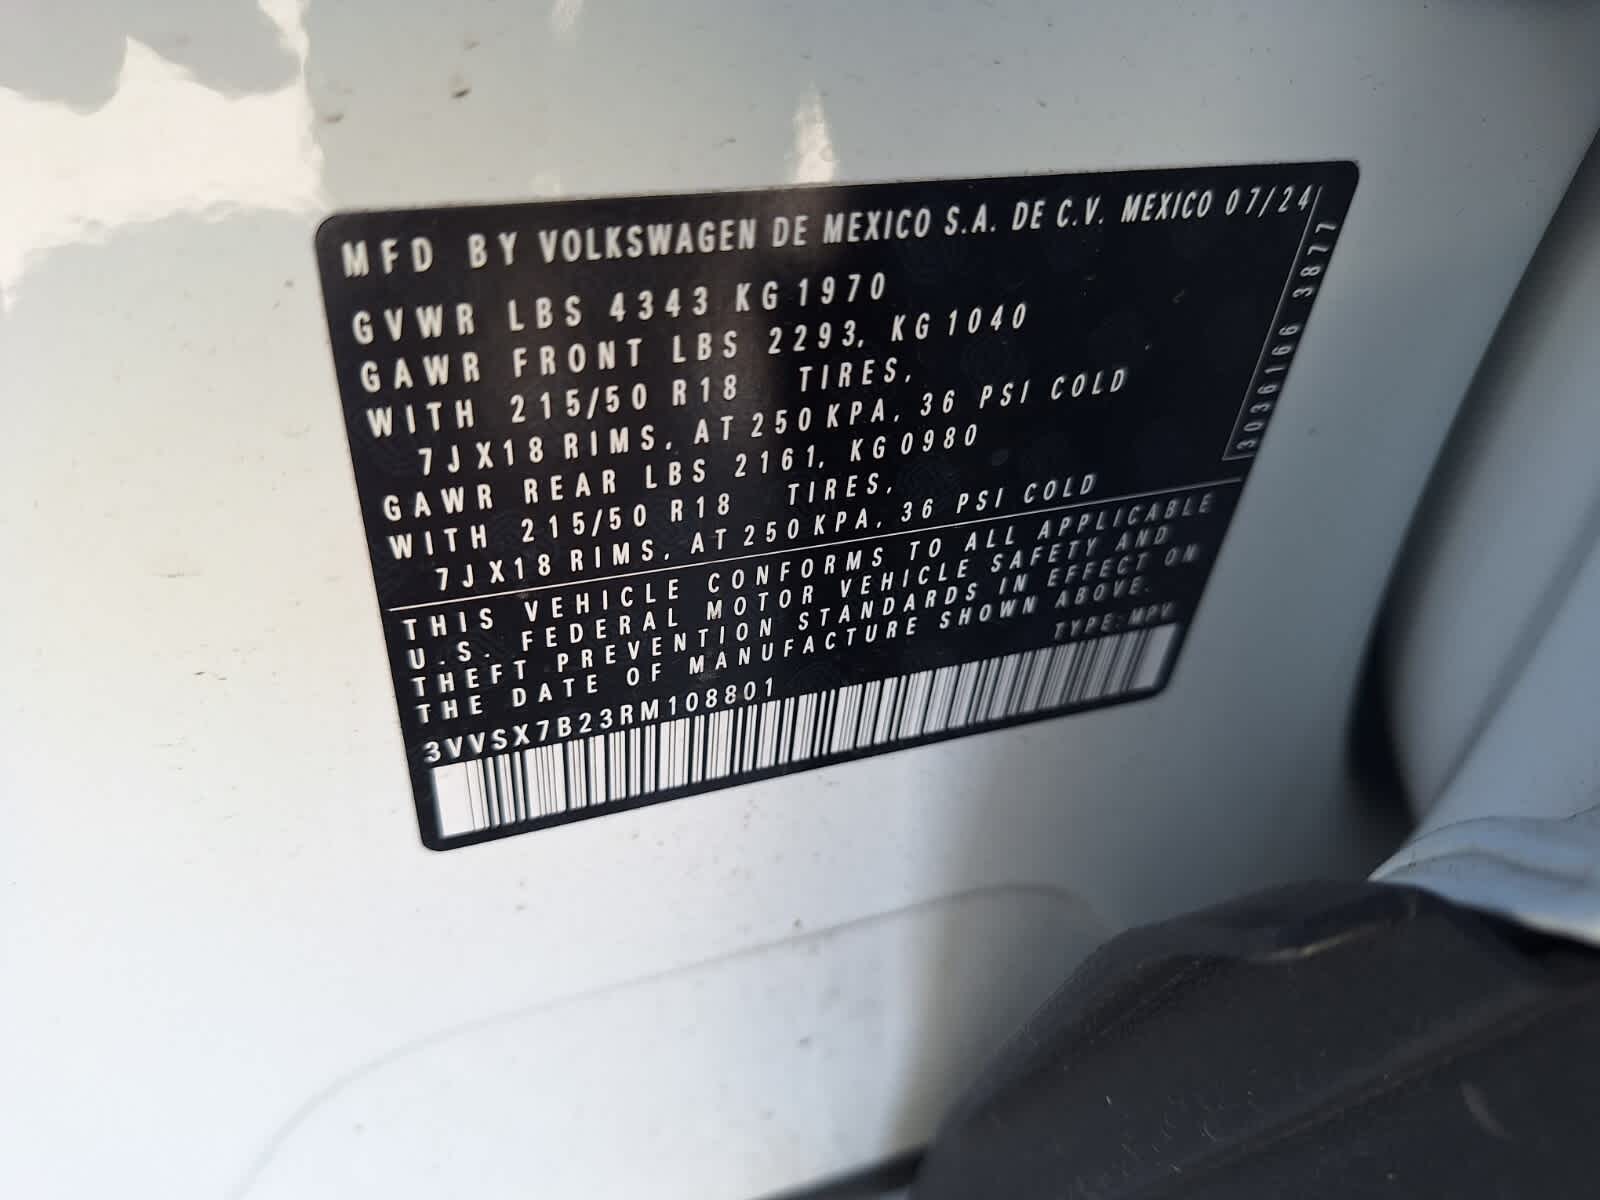 MFD BY VOLKSWAGEN DE MEXICO S.A. DE C.V. MEXICO 07/24
GVWR LBS 4343 KG 1970
GAWR FRONT LBS 2293, KG 1040
WITH 215/50 R18 TIRES,
7JX18 RIMS, AT 250 KPA, 36 PSI COLD
GAWR REAR LBS 2161, KG 0980
WITH 215/50 R18 TIRES,
7JX18 RIMS, AT 250 KPA, 36 PSI COLD
3036166 3877
THIS VEHICLE CONFORMS TO ALL APPLICABLE
U.S. FEDERAL MOTOR VEHICLE SAFETY AND
THEFT PREVENTION STANDARDS IN EFFECT ON
THE DATE OF MANUFACTURE SHOWN ABOVE.
TYPE: MPV
3VVSX7B23RM108801